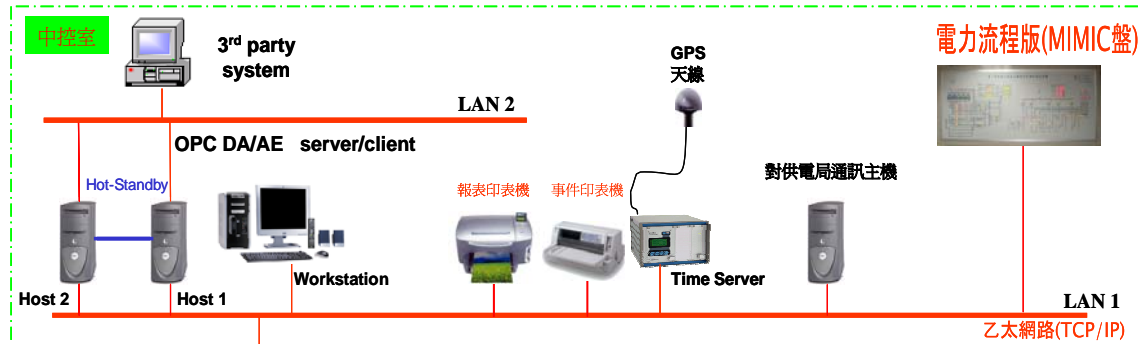 中控室
3rd party
system
GPS
天線
電力流程版(MIMIC盤)
LAN 2
OPC DA/AE server/client
Hot-Standby
報表印表機
事件印表機
對供電局通訊主機
Workstation
Time Server
Host 2
Host 1
LAN 1
乙太網路(TCP/IP)